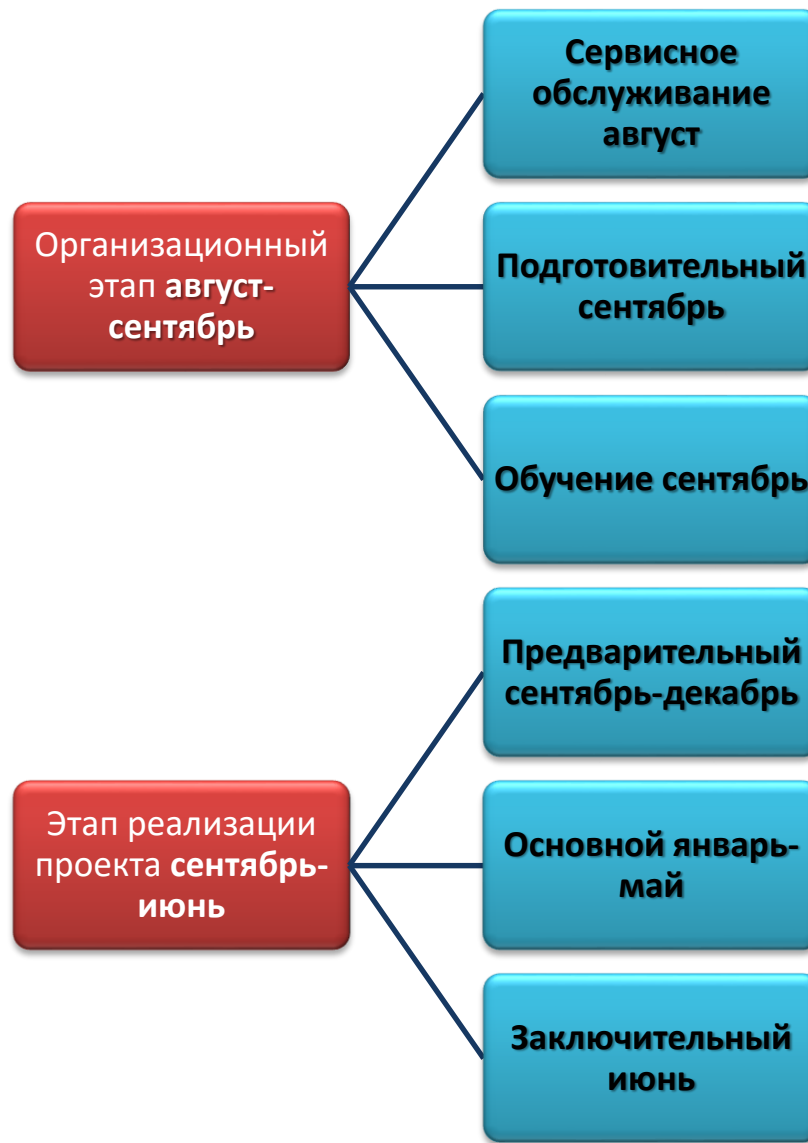 Сервисное
обслуживание
август
Организационный
этап август-
сентябрь
Подготовительный
сентябрь
Обучение сентябрь
Предварительный
сентябрь-декабрь
Этап реализации
проекта сентябрь-
июнь
Основной январь-
май
Заключительный
июнь